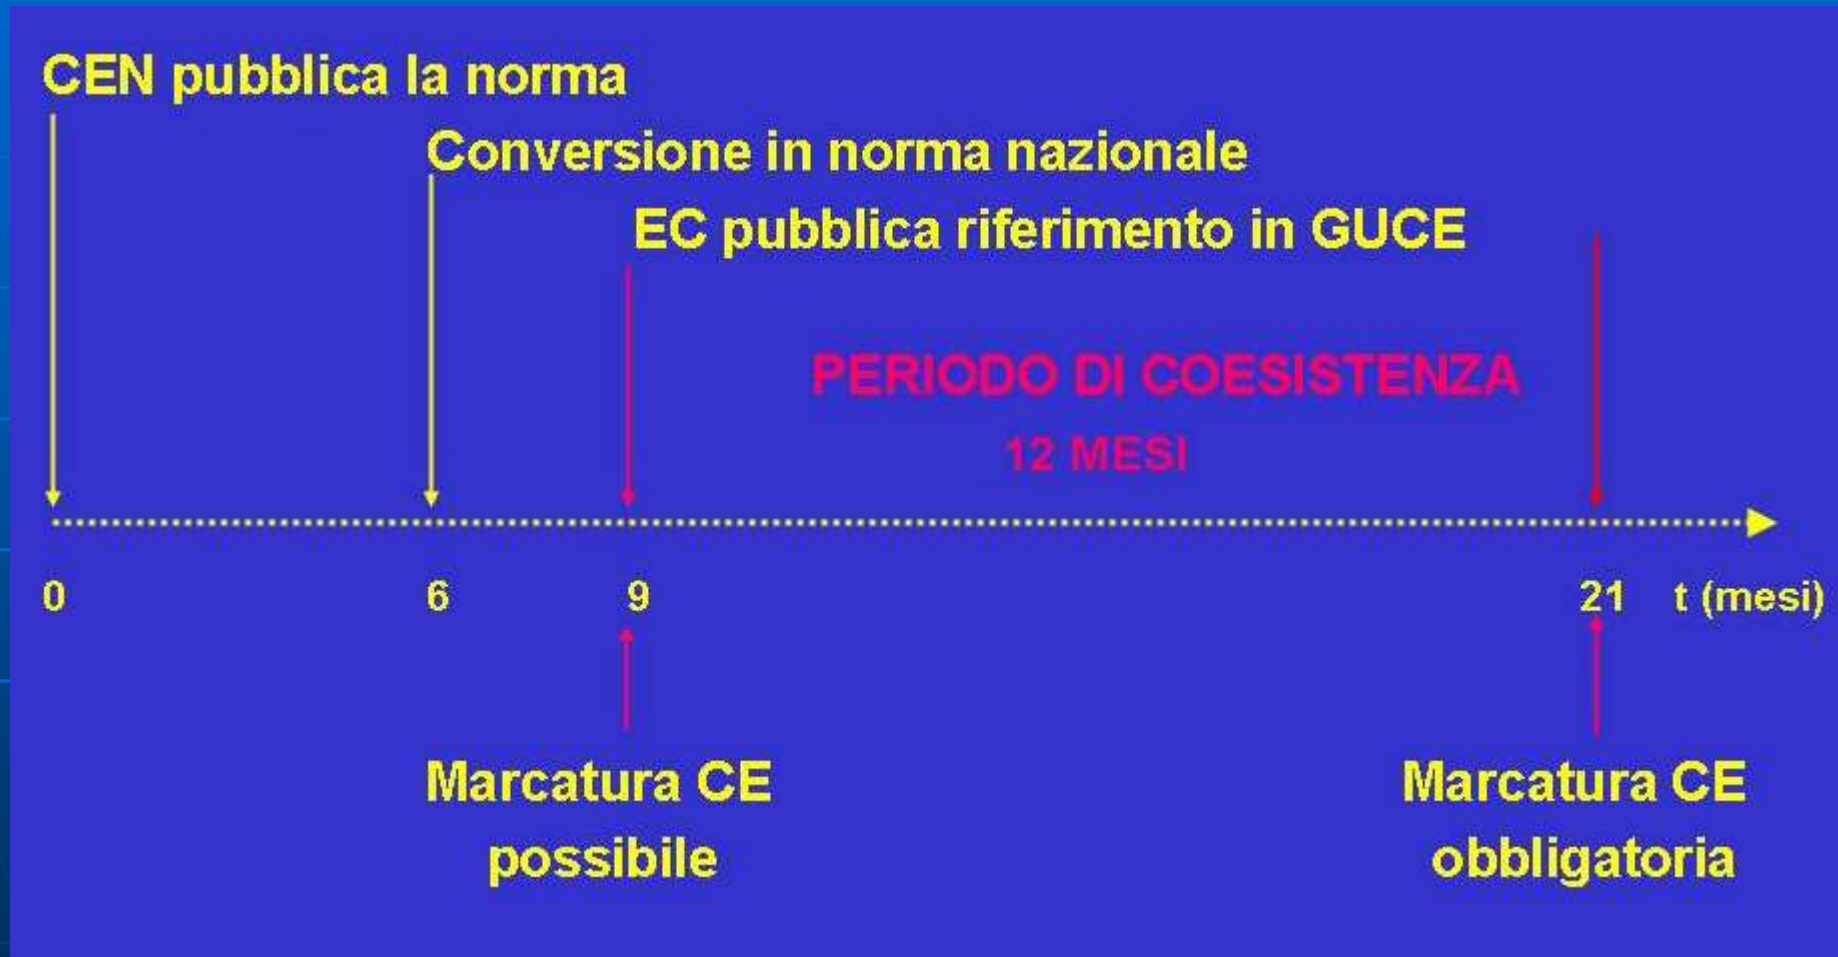 CEN pubblica la norma
Conversione in norma nazionale
EC pubblica riferimento in GUCE
PERIODO DI COESISTENZA
12 MESI
0 6 9 21 t (mesi)
Marcatura CE
possibile
Marcatura CE
obbligatoria